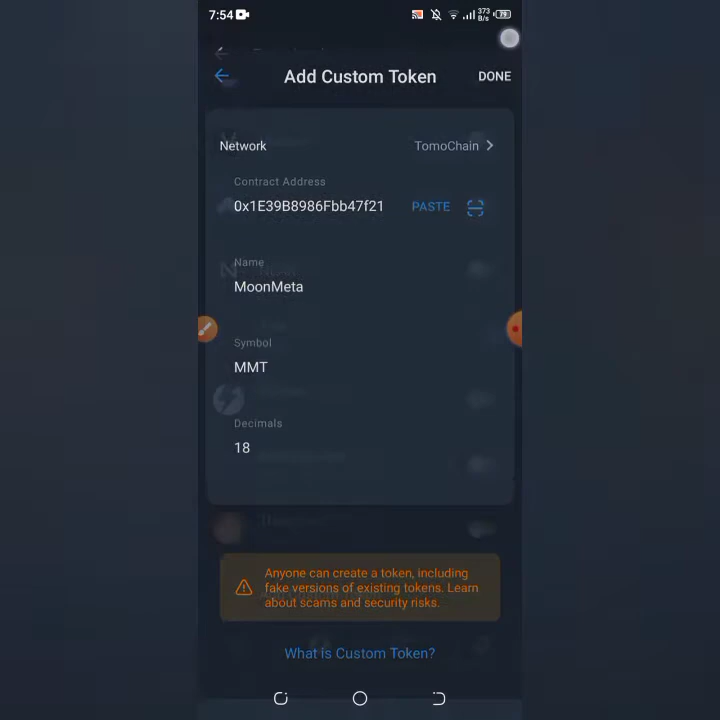 7:54
373
B/s
79
Add Custom Token
DONE
Network
TomoChain
Contract Address
0x1E39B8986Fbb47f21
PASTE
Name
MoonMeta
Symbol
MMT
Decimals
18
Anyone can create a token, including
fake versions of existing tokens. Learn
about scams and security risks.
What is Custom Token?